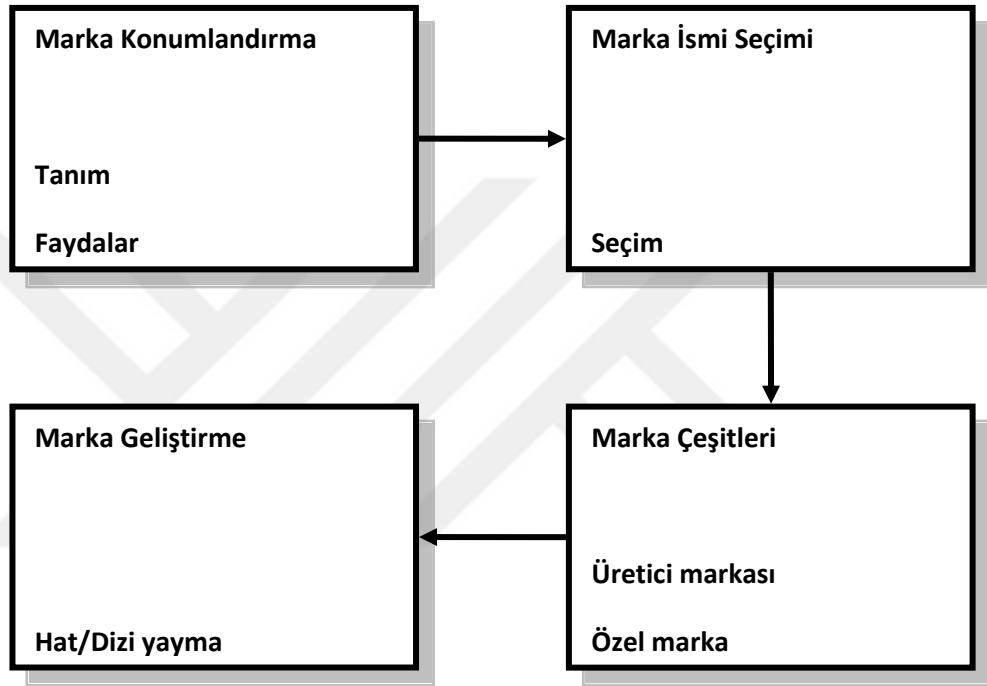 Marka Konumlandırma
Tanım
Faydalar
Marka İsmi Seçimi
Seçim
Marka Çeşitleri
Üretici markası
Özel marka
Marka Geliştirme
Hat/Dizi yayma